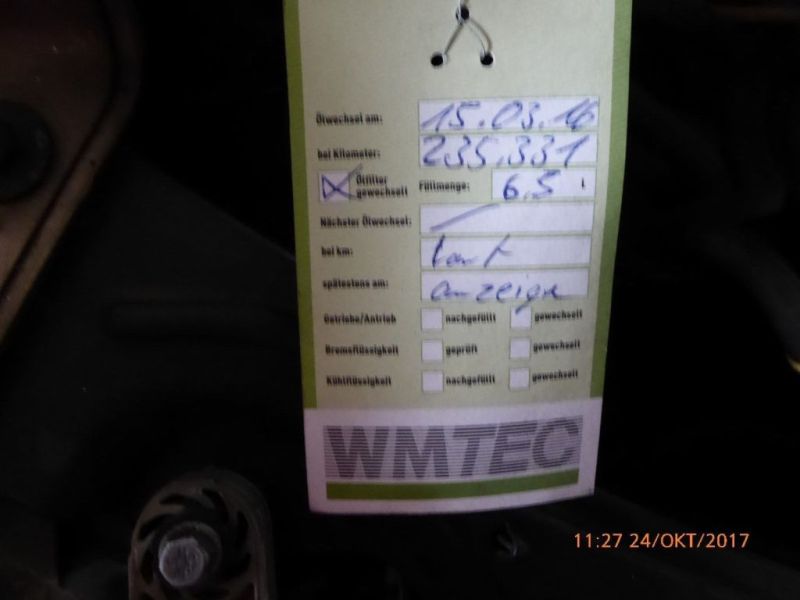 Ölwechsel am: 15.03.16
bei Kilometer: 235.331
Ölfilter gewechselt Füllmenge: 6.5 l
Nächster Ölwechsel:
bei km: laut
spätestens am: anzeige
Getriebe/Antrieb nachgefüllt gewechselt
Bremsflüssigkeit geprüft gewechselt
Kühlflüssigkeit nachgefüllt gewechselt
WMTEC
11:27 24/OKT/2017